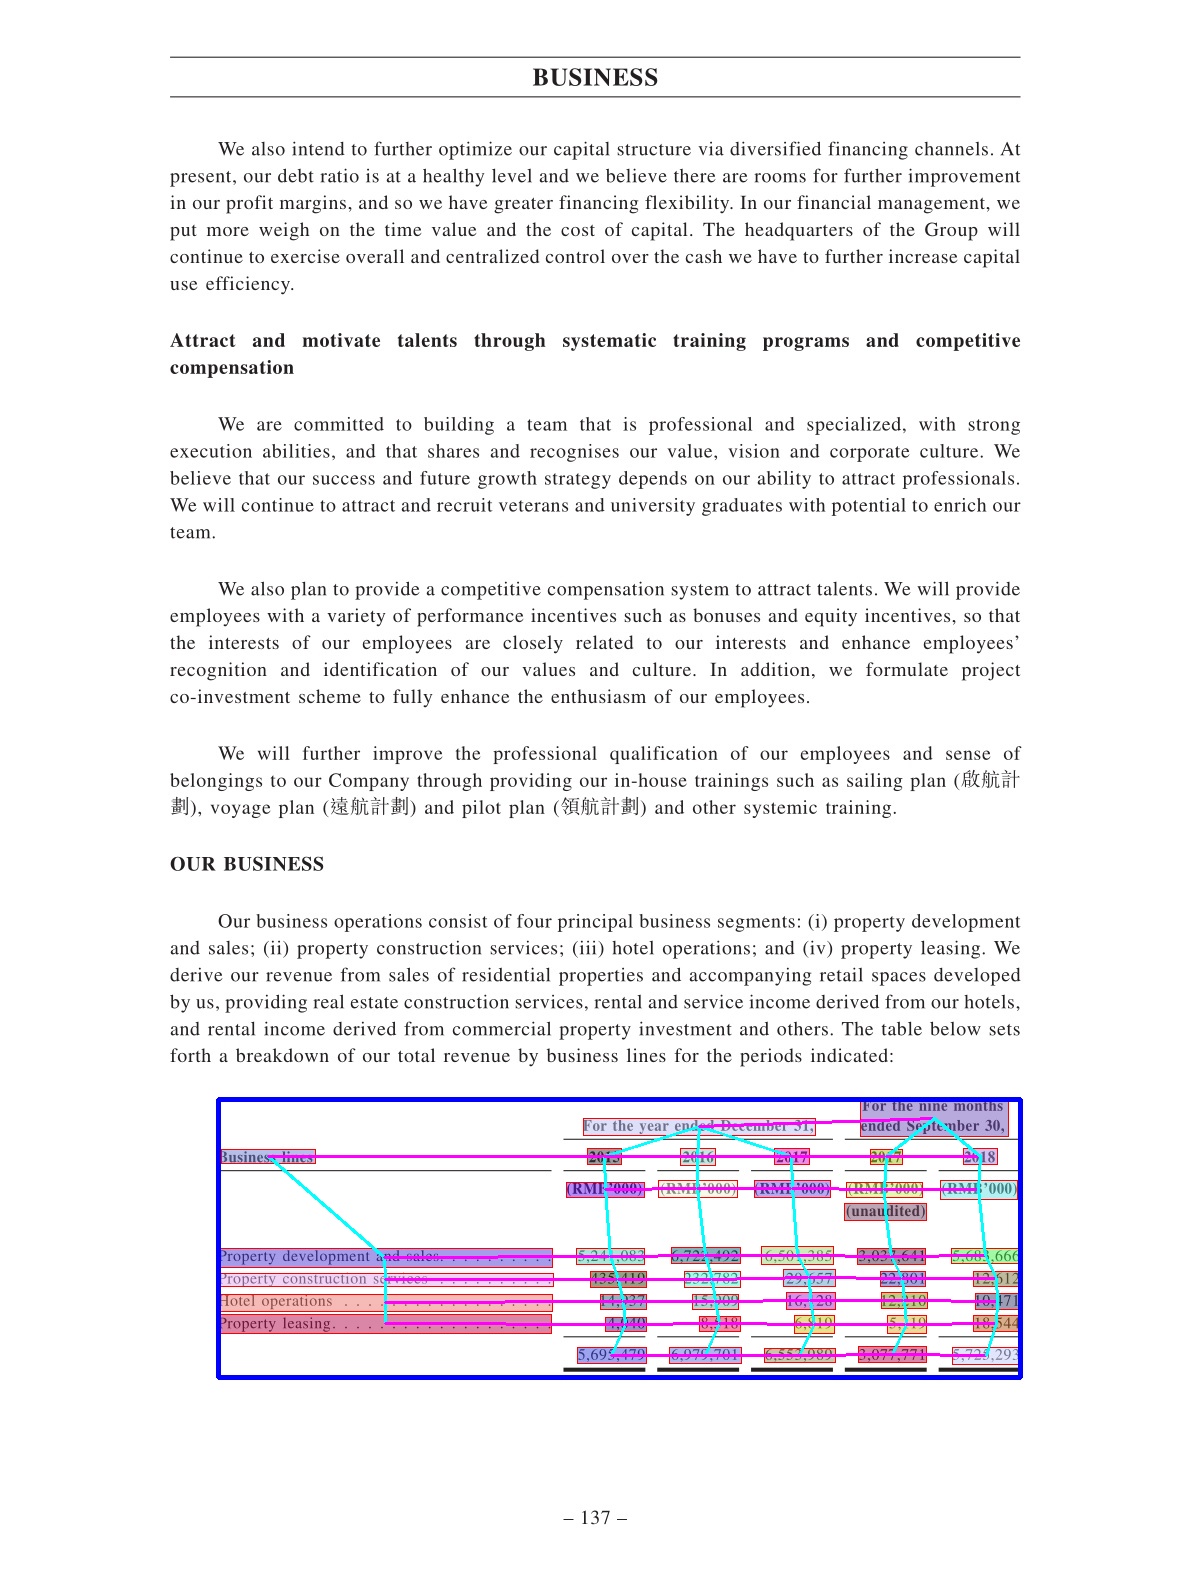 BUSINESS
We also intend to further optimize our capital structure via diversified financing channels. At
present, our debt ratio is at a healthy level and we believe there are rooms for further improvement
in our profit margins, and so we have greater financing flexibility. In our financial management, we
put more weigh on the time value and the cost of capital. The headquarters of the Group will
continue to exercise overall and centralized control over the cash we have to further increase capital
use efficiency.
Attract and motivate talents through systematic training programs and competitive
compensation
We are committed to building a team that is professional and specialized, with strong
execution abilities, and that shares and recognises our value, vision and corporate culture. We
believe that our success and future growth strategy depends on our ability to attract professionals.
We will continue to attract and recruit veterans and university graduates with potential to enrich our
team.
We also plan to provide a competitive compensation system to attract talents. We will provide
employees with a variety of performance incentives such as bonuses and equity incentives, so that
the interests of our employees are closely related to our interests and enhance employees’
recognition and identification of our values and culture. In addition, we formulate project
co-investment scheme to fully enhance the enthusiasm of our employees.
We will further improve the professional qualification of our employees and sense of
belongings to our Company through providing our in-house trainings such as sailing plan (啟航計
劃), voyage plan (遠航計劃) and pilot plan (領航計劃) and other systemic training.
OUR BUSINESS
Our business operations consist of four principal business segments: (i) property development
and sales; (ii) property construction services; (iii) hotel operations; and (iv) property leasing. We
derive our revenue from sales of residential properties and accompanying retail spaces developed
by us, providing real estate construction services, rental and service income derived from our hotels,
and rental income derived from commercial property investment and others. The table below sets
forth a breakdown of our total revenue by business lines for the periods indicated:
For the nine months
For the year ended December 31, ended September 30,
Business lines 2015 2016 2017 2017 2018
(RMB’000) (RMB’000) (RMB’000) (RMB’000) (RMB’000)
(unaudited)
Property development and sales. . . . . . . . . . 5,241,083 6,722,492 6,501,385 3,037,641 5,683,666
Property construction services . . . . . . . . . . . 435,419 232,782 29,657 22,801 12,612
Hotel operations . . . . . . . . . . . . . . . . . . . . 14,937 15,909 16,128 12,210 10,471
Property leasing. . . . . . . . . . . . . . . . . . . . . 4,040 8,518 6,819 5,119 18,544
5,695,479 6,979,701 6,553,989 3,077,771 5,725,293
– 137 –